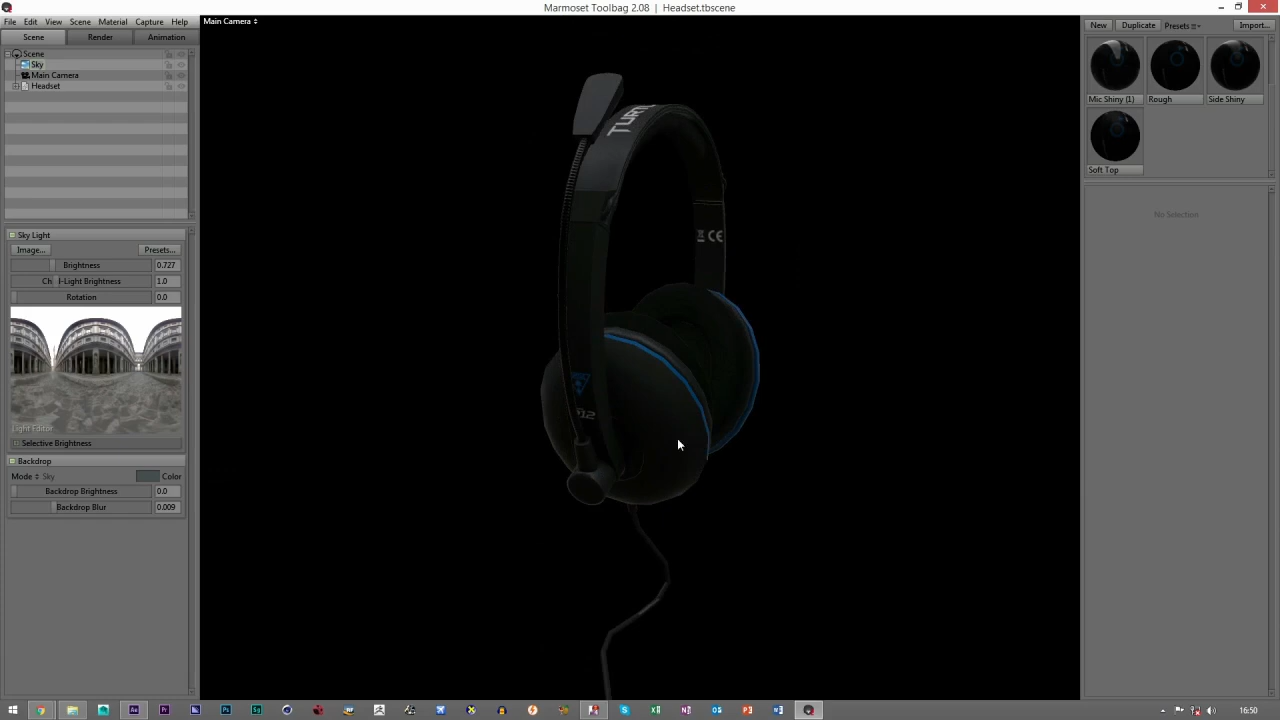 Marmoset Toolbag 2.08 | Headset.tbscene
File Edit View Scene Material Capture Help
Main Camera
Scene Render Animation
Scene
Sky
Main Camera
Headset
Sky Light
Image... Presets...
Brightness 0.727
l-Light Brightness 1.0
Rotation 0.0
Light Editor
Selective Brightness
Backdrop
Mode Sky Color
Backdrop Brightness 0.0
Backdrop Blur 0.009
TURT
CE
New Duplicate Presets Import...
Mic Shiny (1) Rough Side Shiny
Soft Top
No Selection
16:50